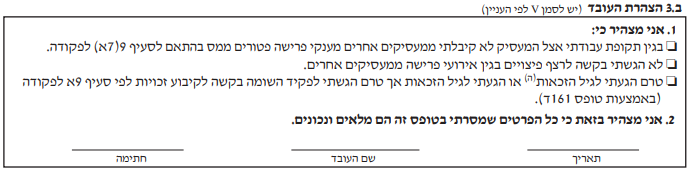 ב.3 הצהרת העובד (יש לסמן V לפי העניין)
1. אני מצהיר כי:
❑ בגין תקופת עבודתי אצל המעסיק לא קיבלתי ממעסיקים אחרים מענקי פרישה פטורים ממס בהתאם לסעיף 9(7א) לפקודה.
❑ לא הגשתי בקשה לרצף פיצויים בגין אירועי פרישה ממעסיקים אחרים.
❑ טרם הגעתי לגיל הזכאות(ה) או הגעתי לגיל הזכאות אך טרם הגשתי לפקיד השומה בקשה לקיבוע זכויות לפי סעיף 9א לפקודה
(באמצעות טופס 161ד).
2. אני מצהיר בזאת כי כל הפרטים שמסרתי בטופס זה הם מלאים ונכונים.
תאריך שם העובד חתימה